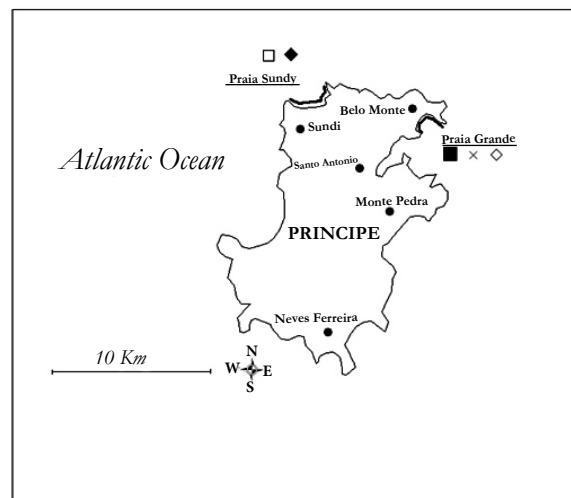 Praia Sundy
Belo Monte
Sundi
Praia Grande
Atlantic Ocean
Santo Antonio
Monte Pedra
PRINCIPE
Neves Ferreira
10 Km
N
W E
S